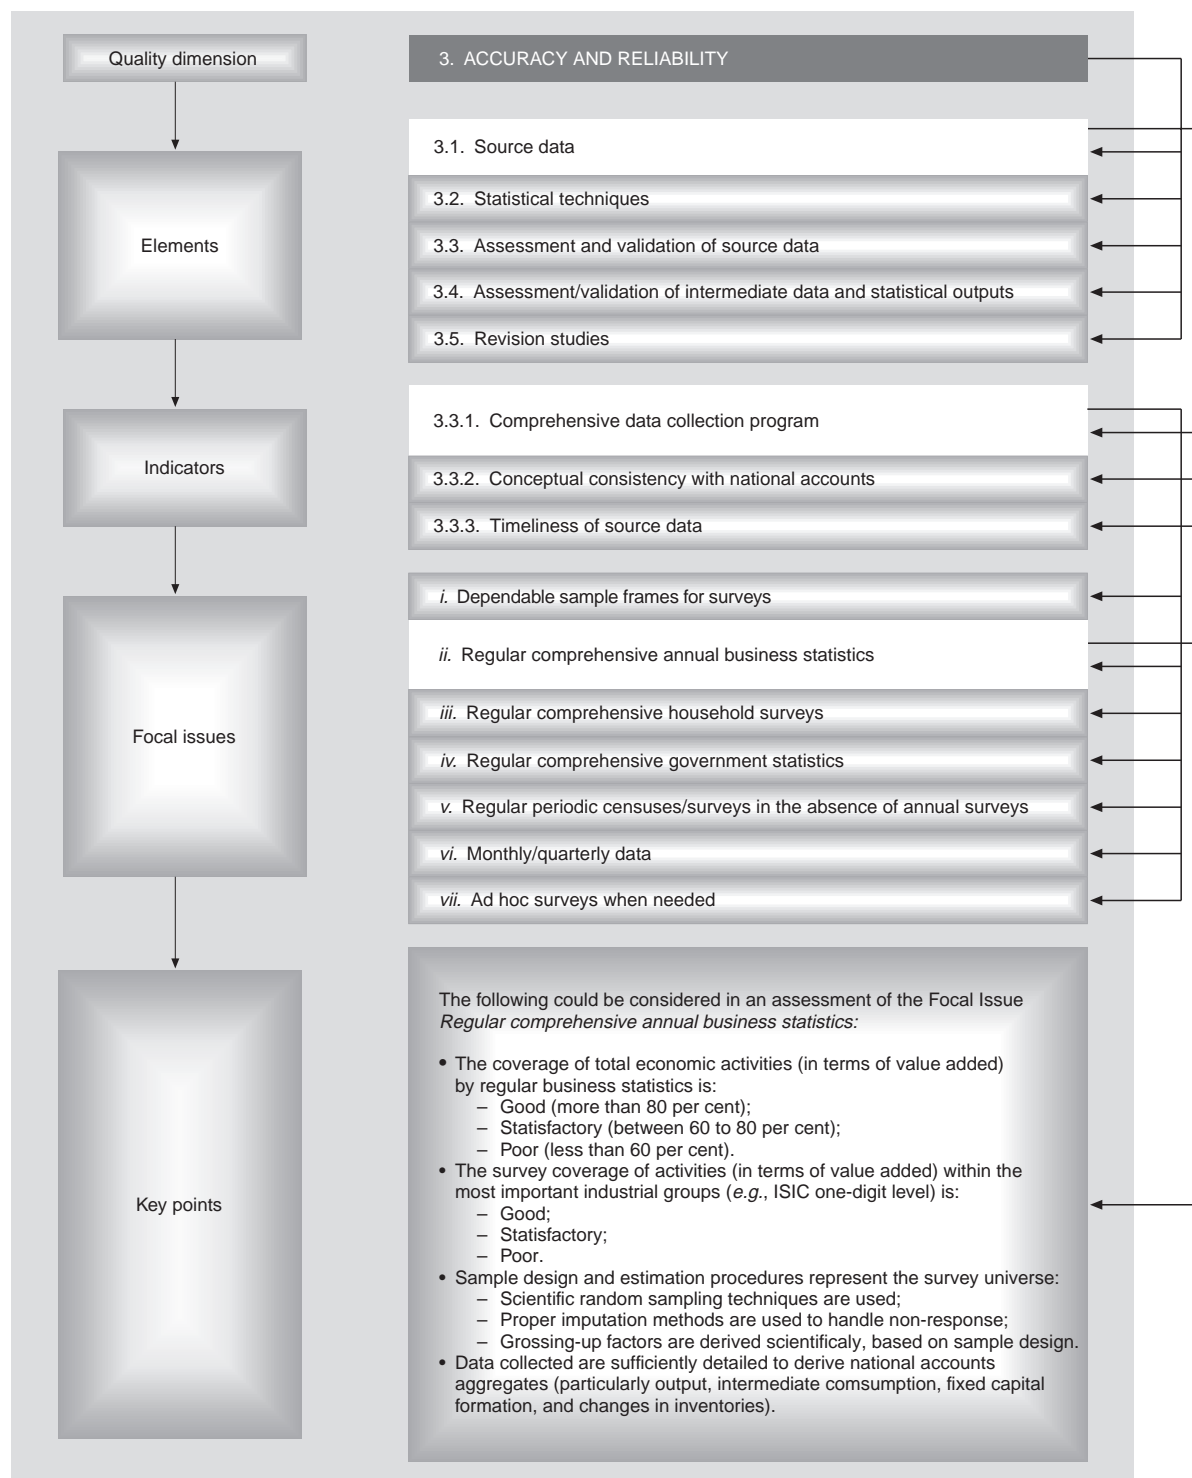 Quality dimension
3. ACCURACY AND RELIABILITY
Elements
3.1. Source data
3.2. Statistical techniques
3.3. Assessment and validation of source data
3.4. Assessment/validation of intermediate data and statistical outputs
3.5. Revision studies
Indicators
3.3.1. Comprehensive data collection program
3.3.2. Conceptual consistency with national accounts
3.3.3. Timeliness of source data
Focal issues
i. Dependable sample frames for surveys
ii. Regular comprehensive annual business statistics
iii. Regular comprehensive household surveys
iv. Regular comprehensive government statistics
v. Regular periodic censuses/surveys in the absence of annual surveys
vi. Monthly/quarterly data
vii. Ad hoc surveys when needed
Key points
The following could be considered in an assessment of the Focal Issue
Regular comprehensive annual business statistics:
• The coverage of total economic activities (in terms of value added)
by regular business statistics is:
– Good (more than 80 per cent);
– Statisfactory (between 60 to 80 per cent);
– Poor (less than 60 per cent).
• The survey coverage of activities (in terms of value added) within the
most important industrial groups (e.g., ISIC one-digit level) is:
– Good;
– Statisfactory;
– Poor.
• Sample design and estimation procedures represent the survey universe:
– Scientific random sampling techniques are used;
– Proper imputation methods are used to handle non-response;
– Grossing-up factors are derived scientificaly, based on sample design.
• Data collected are sufficiently detailed to derive national accounts
aggregates (particularly output, intermediate comsumption, fixed capital
formation, and changes in inventories).